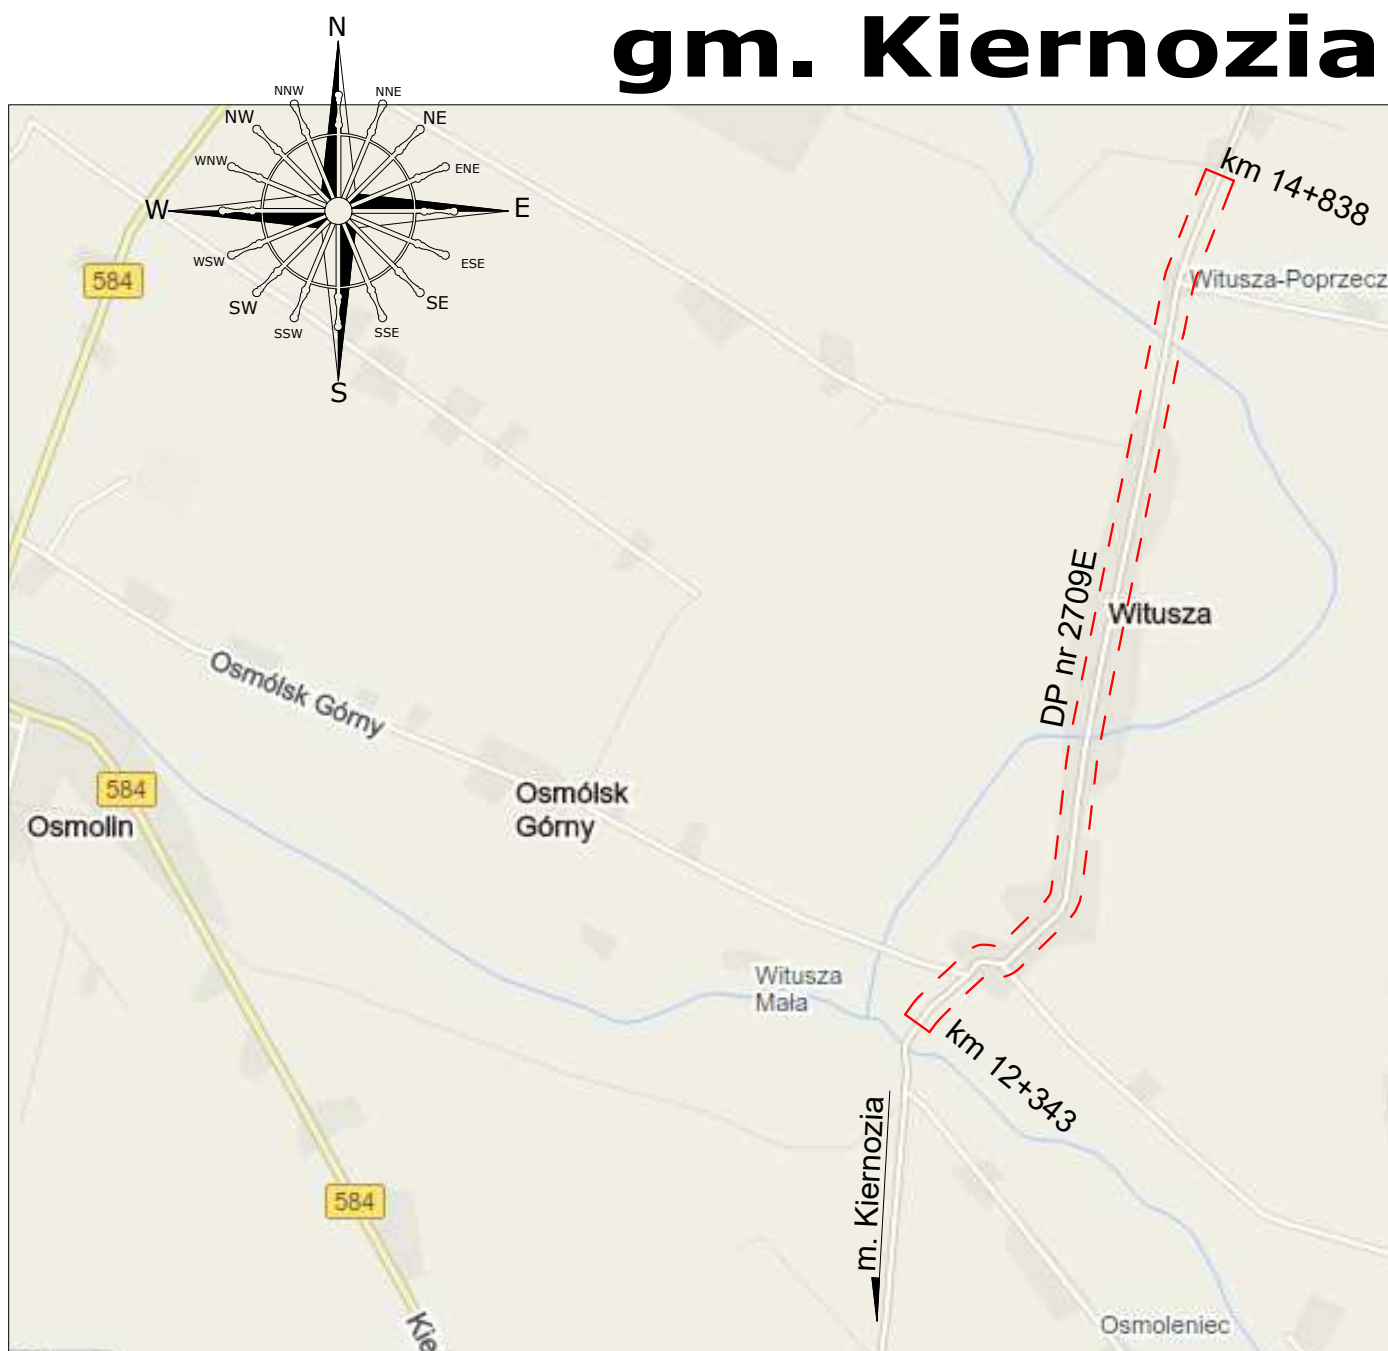 gm. Kiernozia
N
NNW
NNE
NW
NE
WNW
ENE
W
E
WSW
ESE
SW
SE
SSW
SSE
S
km 14+838
584
Witusza-Poprzecz
DP nr 2709E
Witusza
Osmólsk Górny
584
Osmolin
Osmólsk
Górny
Witusza
Mała
km 12+343
m. Kiernozia
584
Osmoleniec
Kie